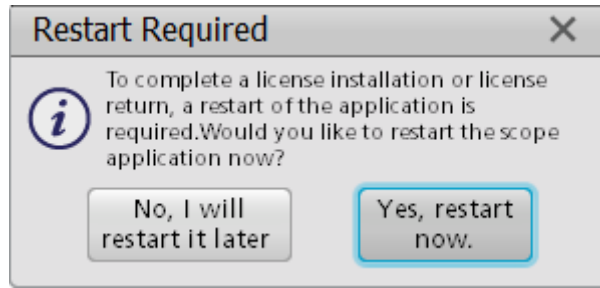 Restart Required
To complete a license installation or license
return, a restart of the application is
required.Would you like to restart the scope
application now?
No, I will
restart it later
Yes, restart
now.